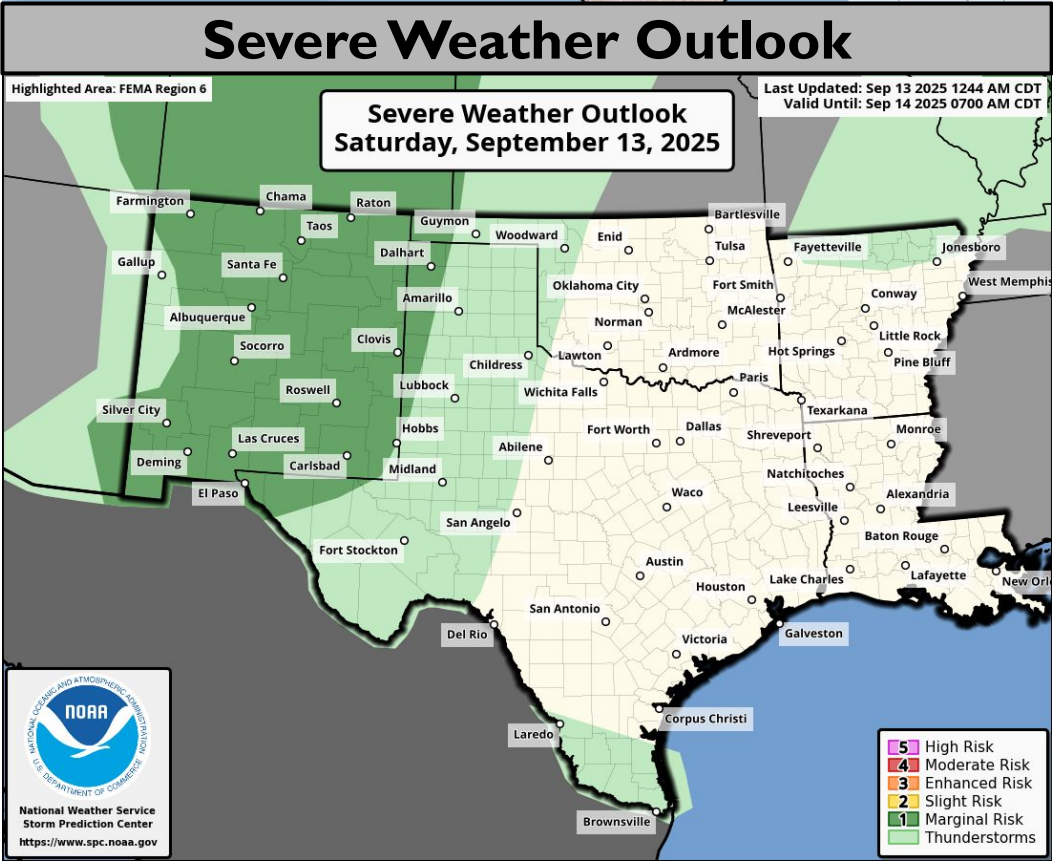 Severe Weather Outlook
Highlighted Area: FEMA Region 6
Last Updated: Sep 13 2025 1244 AM CDT
Valid Until: Sep 14 2025 0700 AM CDT
Severe Weather Outlook
Saturday, September 13, 2025
Farmington
Chama
Raton
Taos
Guymon
Woodward
Enid
Bartlesville
Tulsa
Fayetteville
Jonesboro
Gallup
Santa Fe
Dalhart
Albuquerque
Amarillo
Oklahoma City
Fort Smith
Conway
West Memphis
Norman
McAlester
Socorro
Clovis
Childress
Lawton
Ardmore
Hot Springs
Little Rock
Pine Bluff
Roswell
Lubbock
Wichita Falls
Paris
Texarkana
Silver City
Las Cruces
Hobbs
Abilene
Fort Worth
Dallas
Shreveport
Monroe
Deming
Carlsbad
Midland
Natchitoches
El Paso
San Angelo
Waco
Leesville
Alexandria
Fort Stockton
Austin
Baton Rouge
Houston
Lake Charles
Lafayette
New Orl
Del Rio
San Antonio
Victoria
Galveston
Laredo
Corpus Christi
Brownsville
NATIONAL OCEANIC AND ATMOSPHERIC ADMINISTRATION
NOAA
U.S. DEPARTMENT OF COMMERCE
National Weather Service
Storm Prediction Center
https://www.spc.noaa.gov
5 High Risk
4 Moderate Risk
3 Enhanced Risk
2 Slight Risk
1 Marginal Risk
Thunderstorms